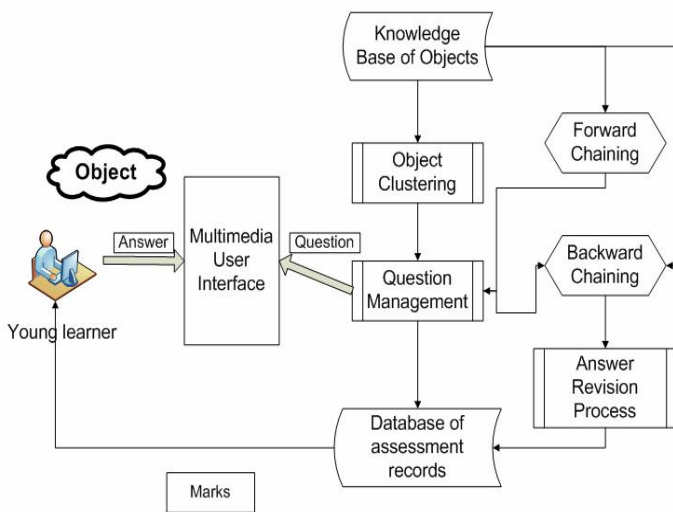 Knowledge
Base of Objects
Forward
Chaining
Object
Object
Clustering
Answer
Multimedia
User
Interface
Question
Question
Management
Backward
Chaining
Young learner
Answer
Revision
Process
Database of
assessment
records
Marks